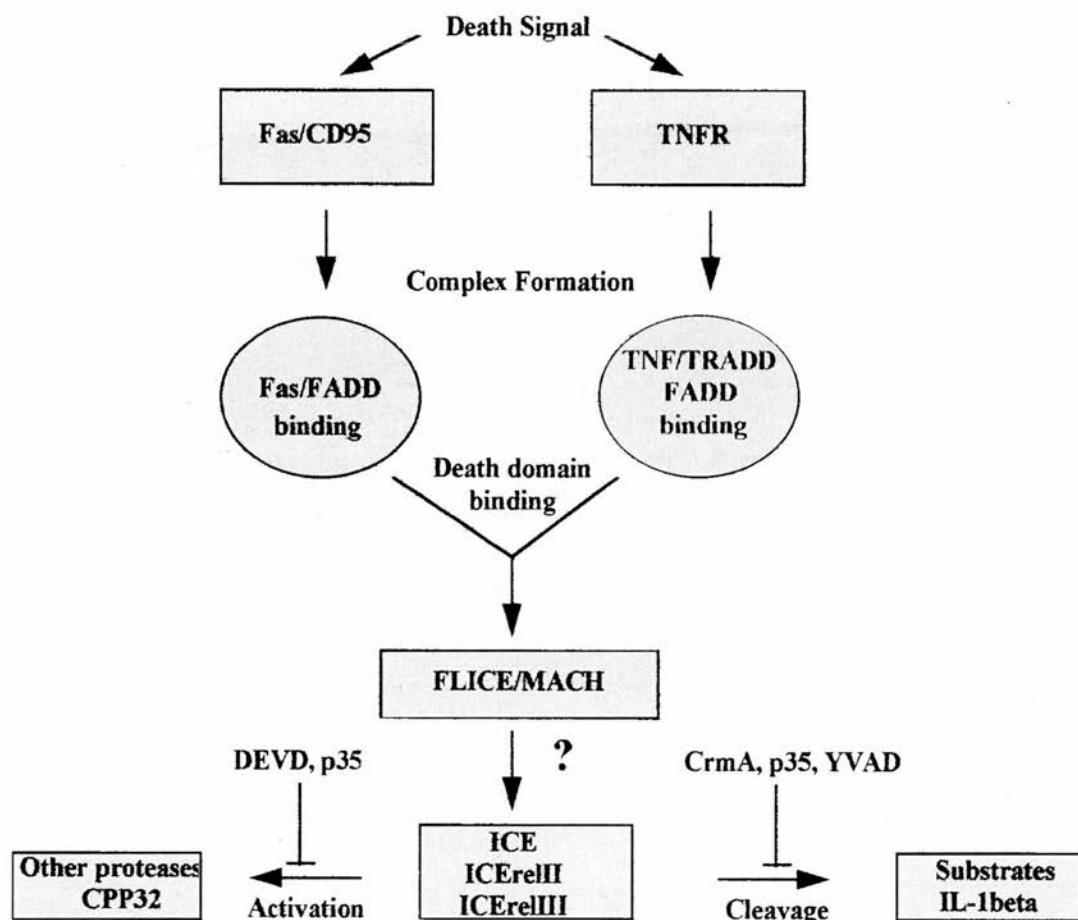 Death Signal
Fas/CD95
TNFR
Complex Formation
Fas/FADD
binding
TNF/TRADD
FADD
binding
Death domain
binding
FLICE/MACH
?
DEVD, p35
CrmA, p35, YVAD
Other proteases
CPP32
Activation
ICE
ICErelII
ICErelIII
Cleavage
Substrates
IL-1beta